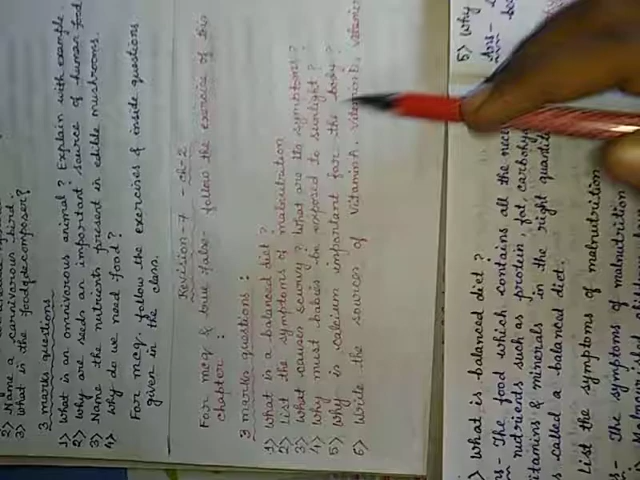 2) Name a carnivorous bird.
3) What is the food of decomposer?
3 marks questions
1) What is an omnivorous animal? Explain with example.
2) Why are seeds an important source of human food
3) Name the nutrients present in edible mushrooms.
4) Why do we need food?
For mcq, follow the exercises of inside questions
given in the class.
Revision-7 - Ch-2
For mcq & true false - follow the exercise of
chapter :
3 marks questions :
1) What is a balanced diet?
2) List the symptoms of malnutrition
3) What causes scurvy? What are its symptoms?
4) Why must babies be exposed to sunlight?
5) Why is calcium important for the body?
6) Write the sources of Vitamin A, Vitamin
5) Why
Ans-
What is balanced diet?
The food which contains all the
nutrients such as protein, fat,
vitamins & minerals in the right
is called a balanced diet.
List the symptoms of malnutrition
The symptoms of malnutrition